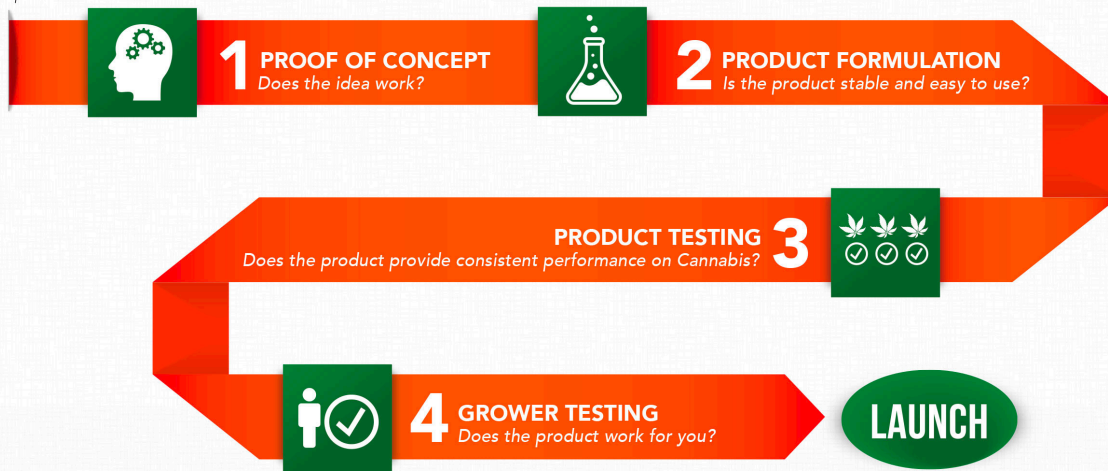 1 PROOF OF CONCEPT
Does the idea work?
2 PRODUCT FORMULATION
Is the product stable and easy to use?
PRODUCT TESTING 3
Does the product provide consistent performance on Cannabis?
4 GROWER TESTING
Does the product work for you?
LAUNCH